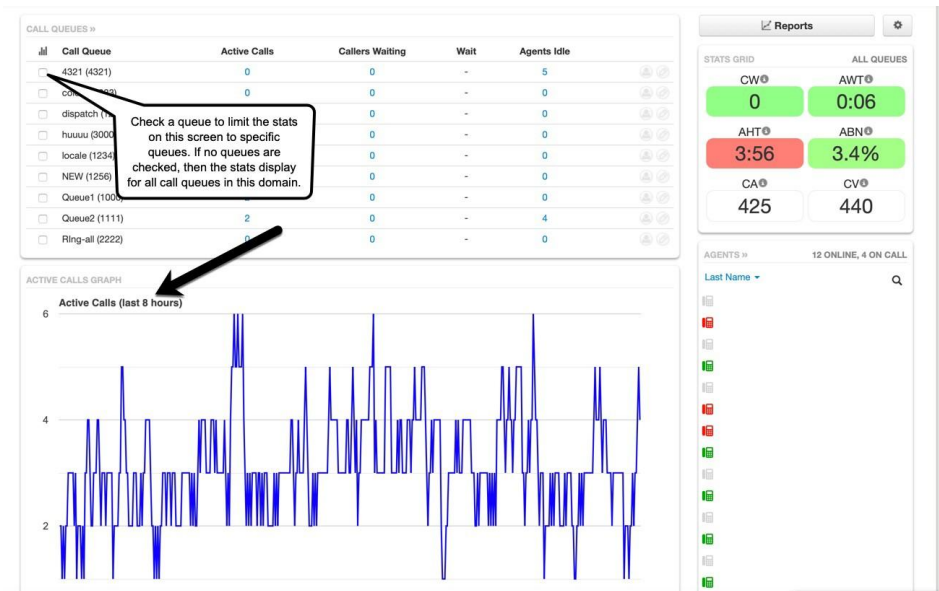 CALL QUEUES »
Call Queue Active Calls Callers Waiting Wait Agents Idle
4321 (4321) 0 0 - 5
0 0 - 0
dispatch 0 - 0
huuuu (3000 0 - 0
locale (1234) 0 - 0
NEW (1256) 0 - 0
Queue1 (1000) 0 - 0
Queue2 (1111) 2 0 - 4
RIng-all (2222) 0 0 - 0
Check a queue to limit the stats
on this screen to specific
queues. If no queues are
checked, then the stats display
for all call queues in this domain.
ACTIVE CALLS GRAPH
Active Calls (last 8 hours)
6
4
2
Reports
STATS GRID ALL QUEUES
CW AWT
0 0:06
AHT ABN
3:56 3.4%
CA CV
425 440
AGENTS » 12 ONLINE, 4 ON CALL
Last Name